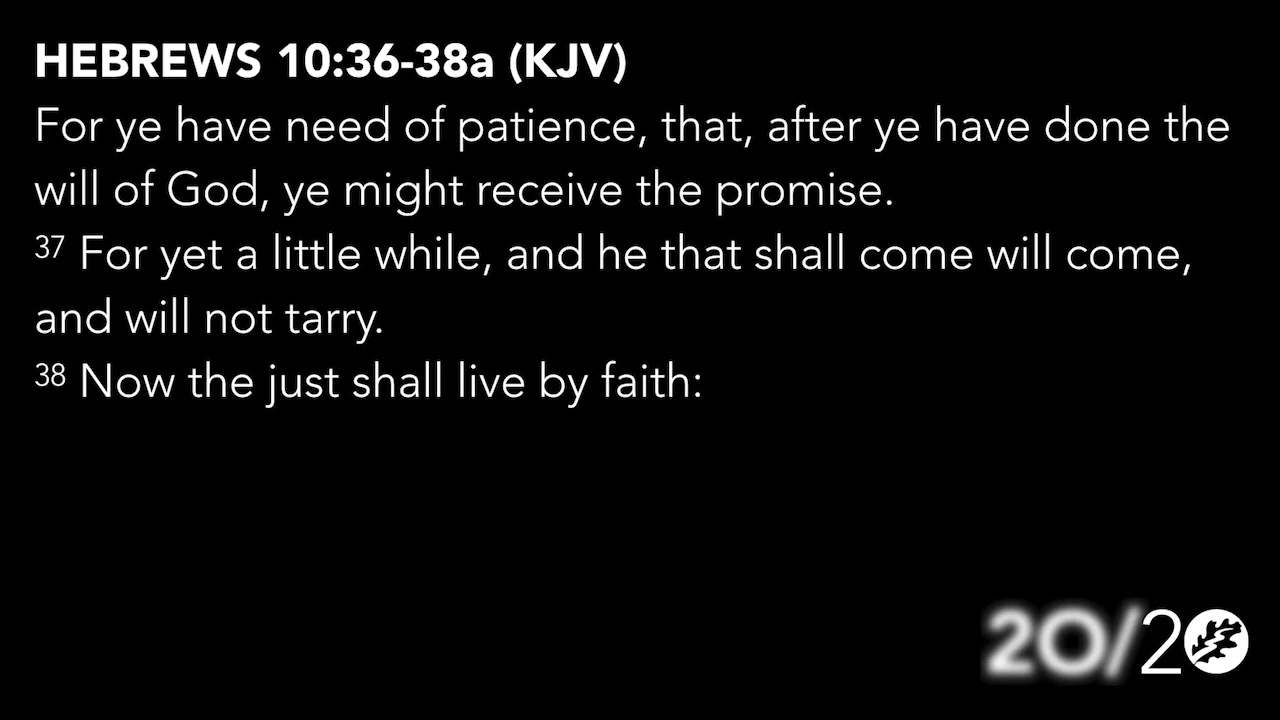 HEBREWS 10:36-38a (KJV)
For ye have need of patience, that, after ye have done the
will of God, ye might receive the promise.
37 For yet a little while, and he that shall come will come,
and will not tarry.
38 Now the just shall live by faith:
20/20